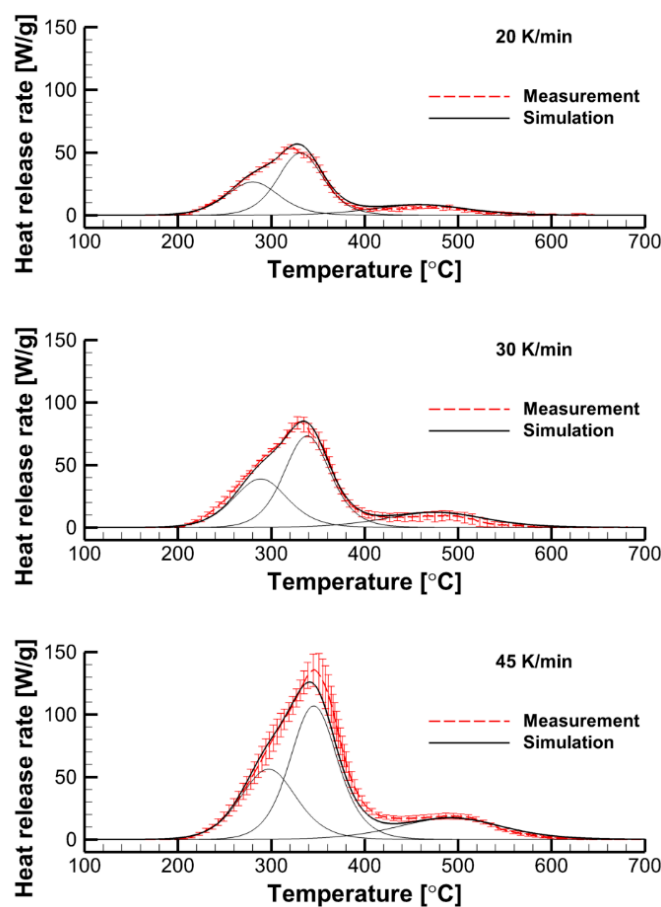 Heat release rate [W/g]
150
100
50
0
20 K/min
Measurement
Simulation
100 200 300 400 500 600 700
Temperature [°C]
Heat release rate [W/g]
150
100
50
0
30 K/min
Measurement
Simulation
100 200 300 400 500 600 700
Temperature [°C]
Heat release rate [W/g]
150
100
50
0
45 K/min
Measurement
Simulation
100 200 300 400 500 600 700
Temperature [°C]